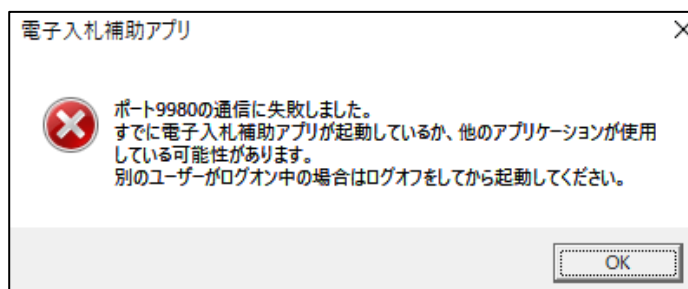 電子入札補助アプリ
ポート9980の通信に失敗しました。
すでに電子入札補助アプリが起動しているか、他のアプリケーションが使用
している可能性があります。
別のユーザーがログオン中の場合はログオフをしてから起動してください。
OK